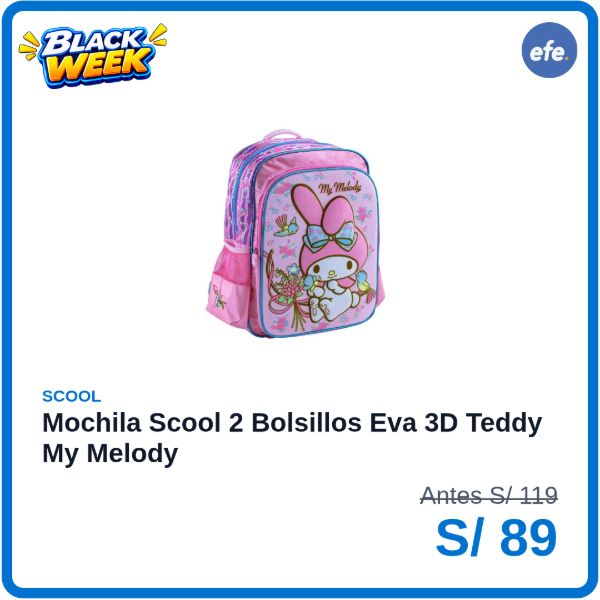 BLACK
WEEK
efe.
My Melody
SCOOL
Mochila Scool 2 Bolsillos Eva 3D Teddy
My Melody
Antes S/ 119
S/ 89